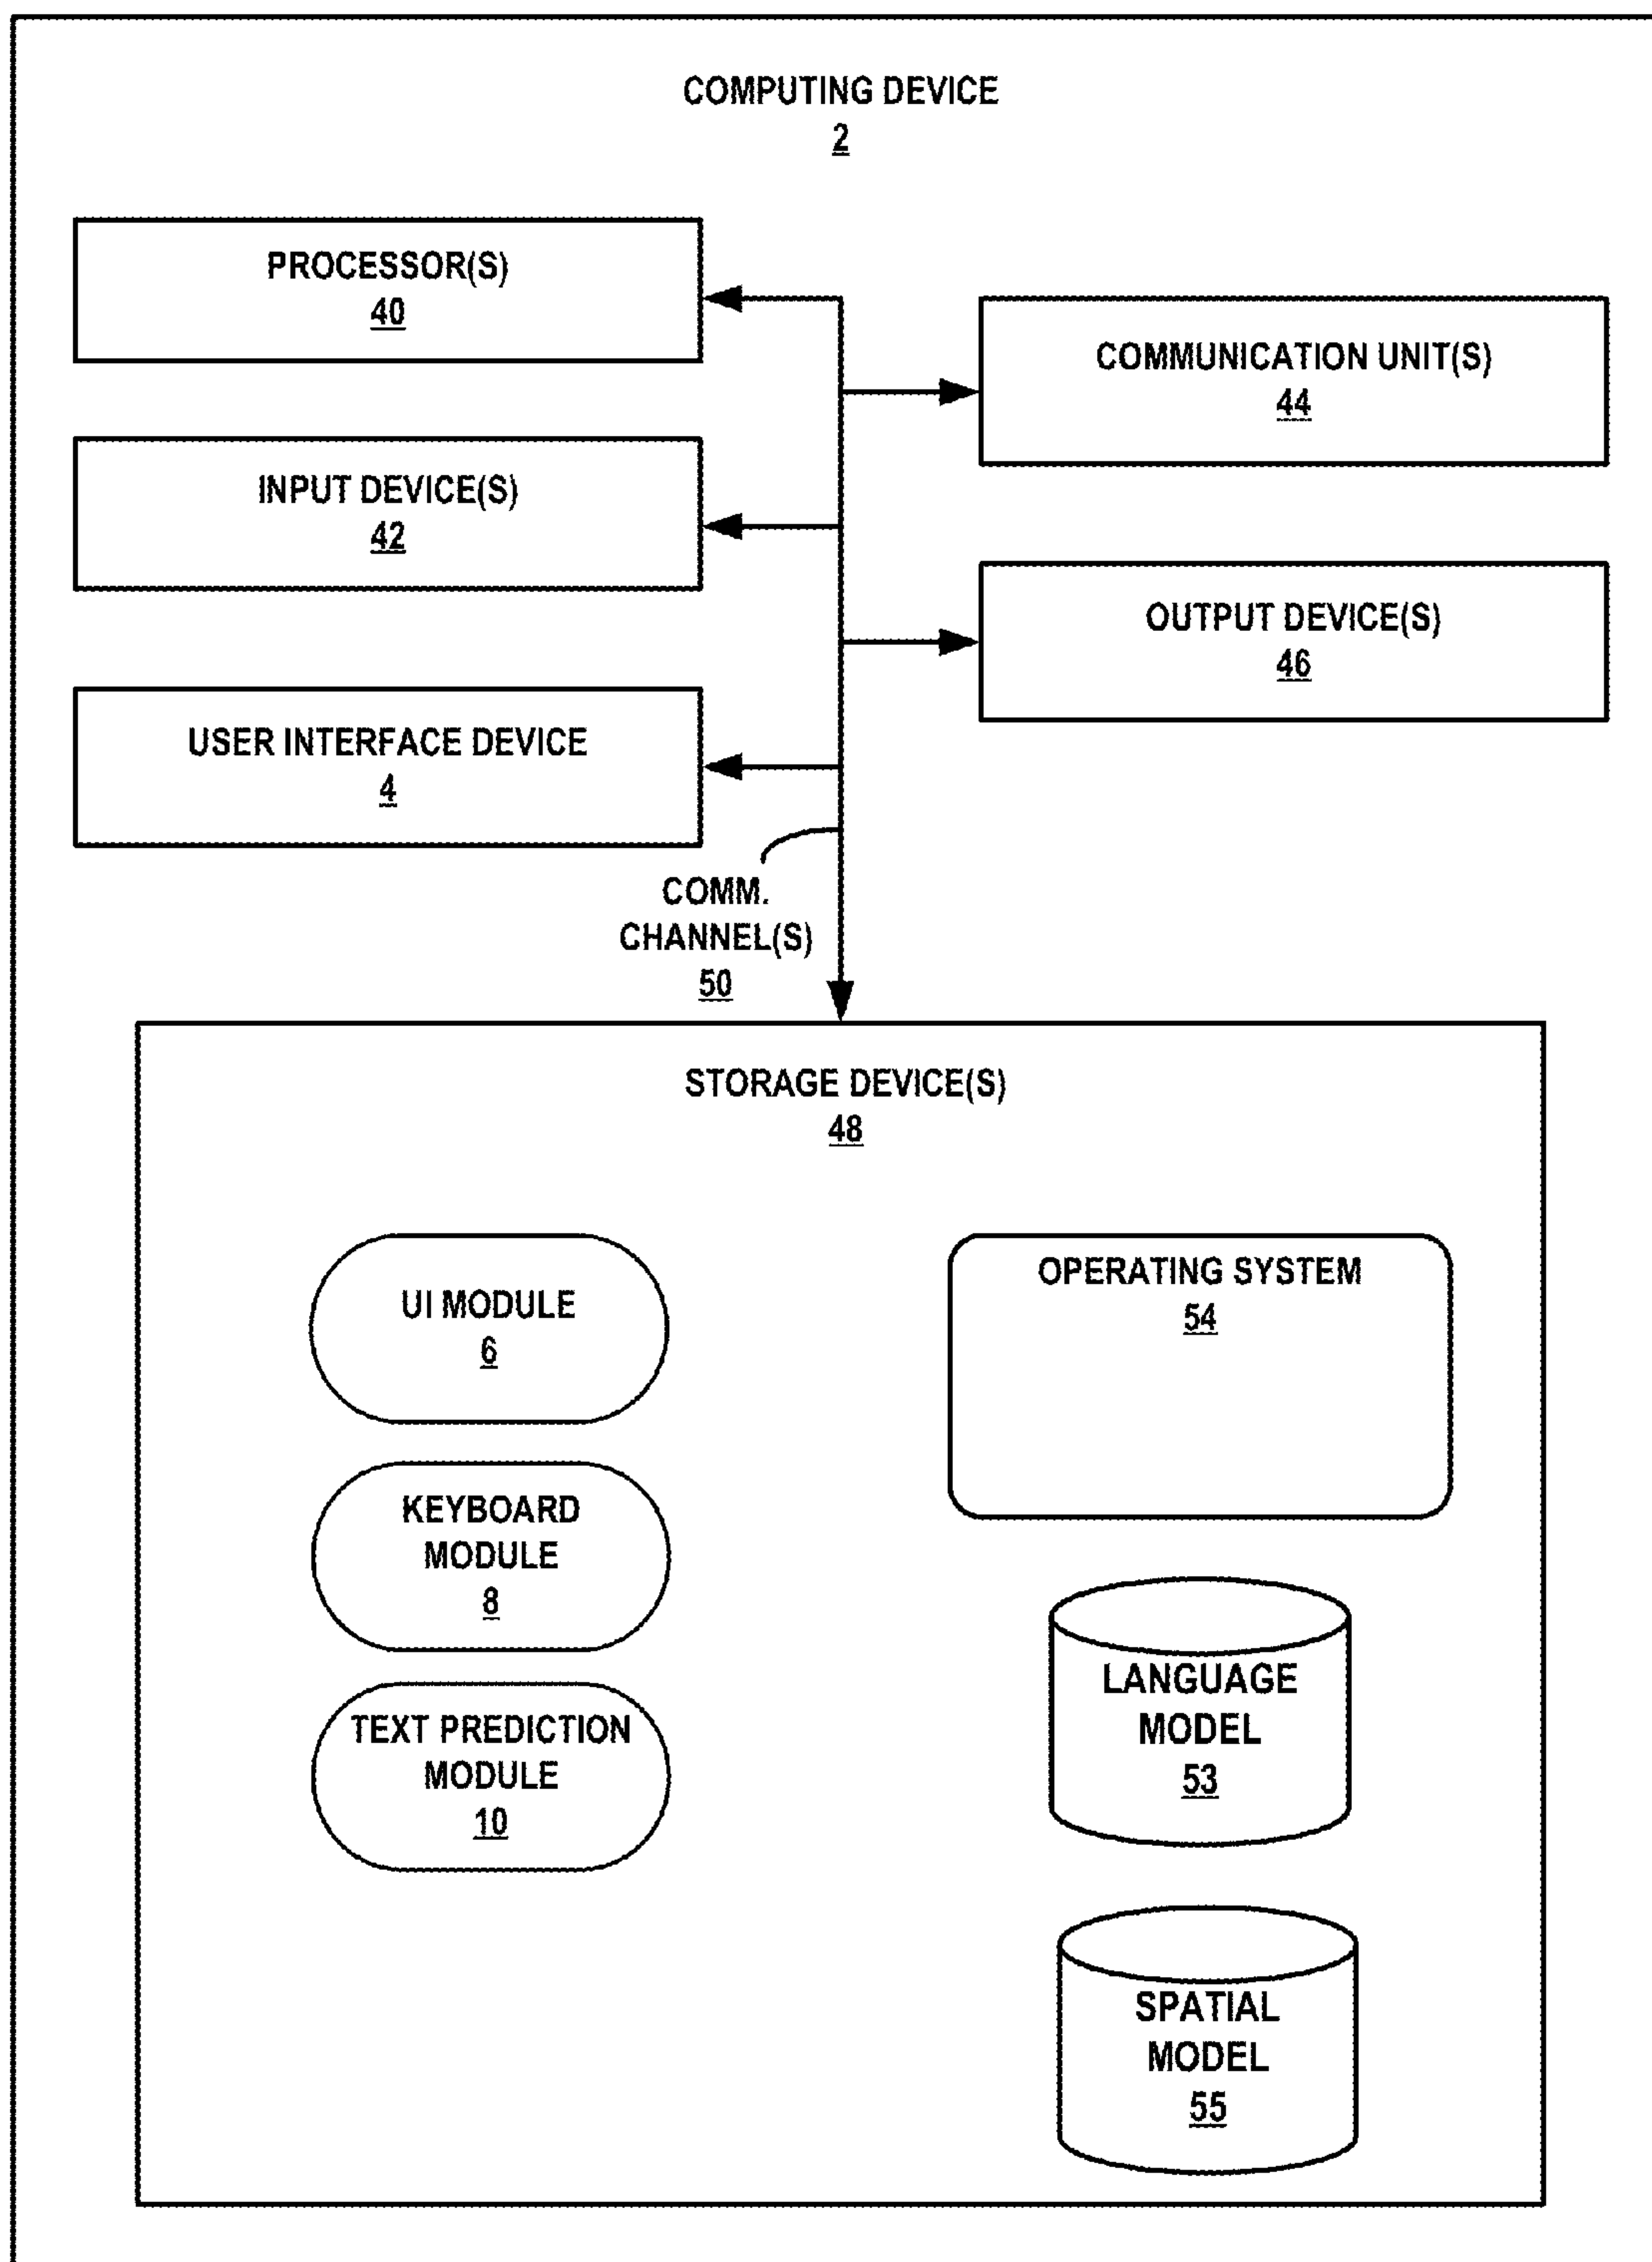 COMPUTING DEVICE
2
PROCESSOR(S)
40
COMMUNICATION UNIT(S)
44
INPUT DEVICE(S)
42
OUTPUT DEVICE(S)
46
USER INTERFACE DEVICE
4
COMM.
CHANNEL(S)
50
STORAGE DEVICE(S)
48
UI MODULE
6
KEYBOARD
MODULE
8
TEXT PREDICTION
MODULE
10
OPERATING SYSTEM
54
LANGUAGE
MODEL
53
SPATIAL
MODEL
55